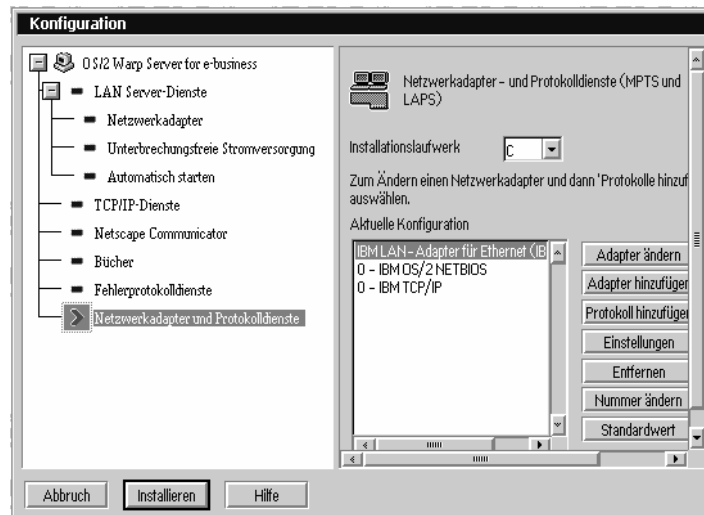 Konfiguration
OS/2 Warp Server for e-business
LAN Server-Dienste
Netzwerkadapter
Unterbrechungsfreie Stromversorgung
Automatisch starten
TCP/IP-Dienste
Netscape Communicator
Bücher
Fehlerprotokolldienste
Netzwerkadapter und Protokolldienste
Netzwerkadapter - und Protokolldienste (MPTS und
LAPS)
Installationslaufwerk
C
Zum Ändern einen Netzwerkadapter und dann 'Protokolle hinzuf
auswählen.
Aktuelle Konfiguration
IBM LAN-Adapter für Ethernet (IB
0 - IBM OS/2 NETBIOS
0 - IBM TCP/IP
Adapter ändern
Adapter hinzufügen
Protokoll hinzufügen
Einstellungen
Entfernen
Nummer ändern
Standardwert
Abbruch
Installieren
Hilfe